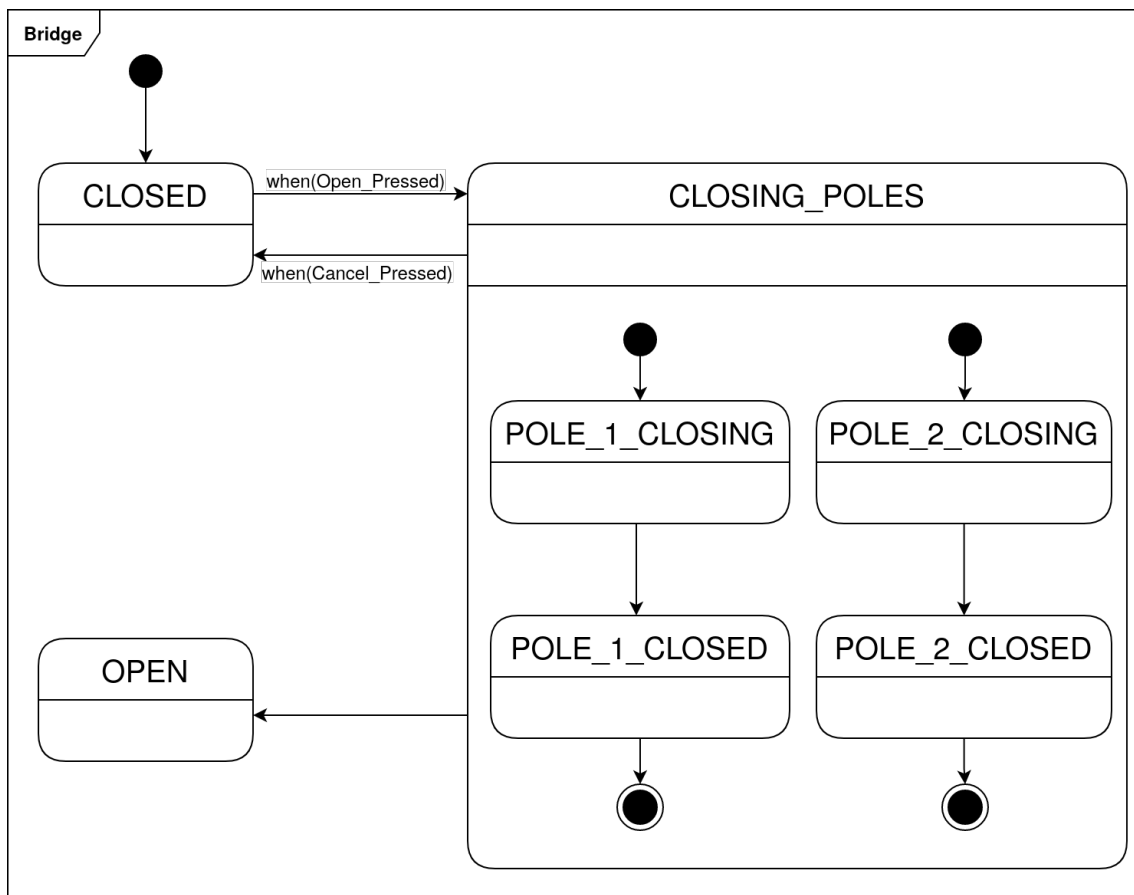 Bridge
CLOSED
when(Open_Pressed)
when(Cancel_Pressed)
CLOSING_POLES
POLE_1_CLOSING
POLE_2_CLOSING
POLE_1_CLOSED
POLE_2_CLOSED
OPEN